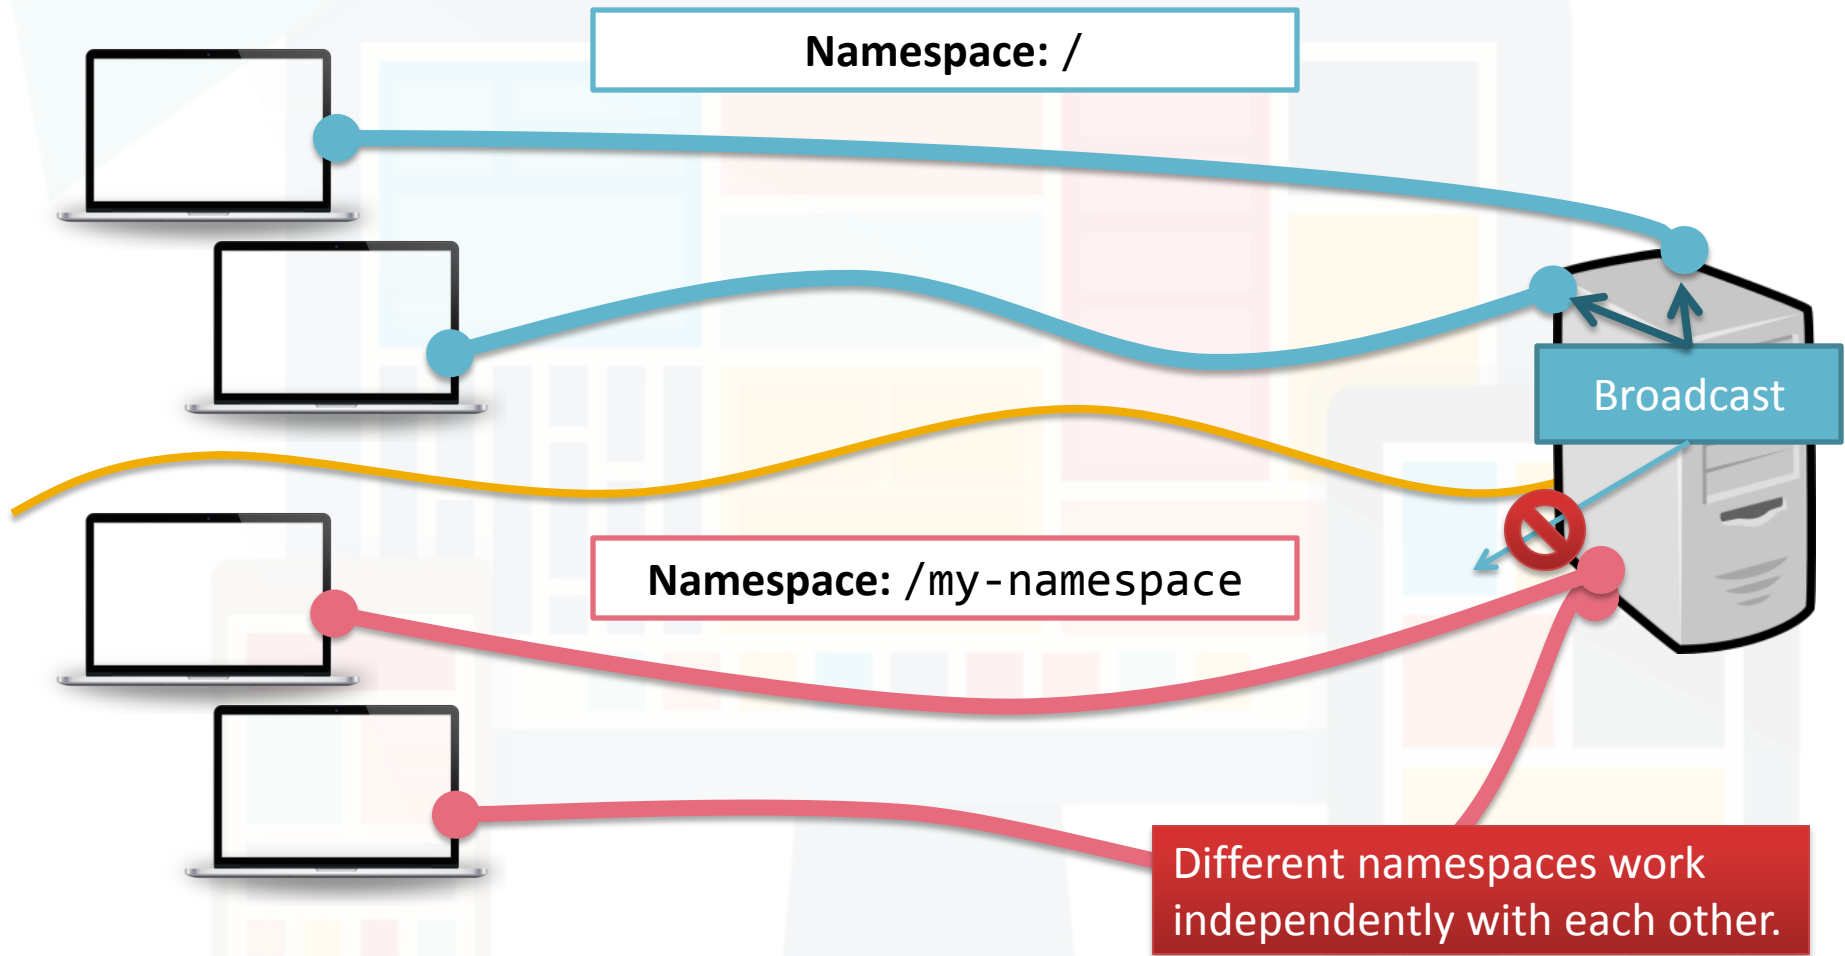 Namespace: /
Broadcast
Namespace: /my-namespace
Different namespaces work
independently with each other.